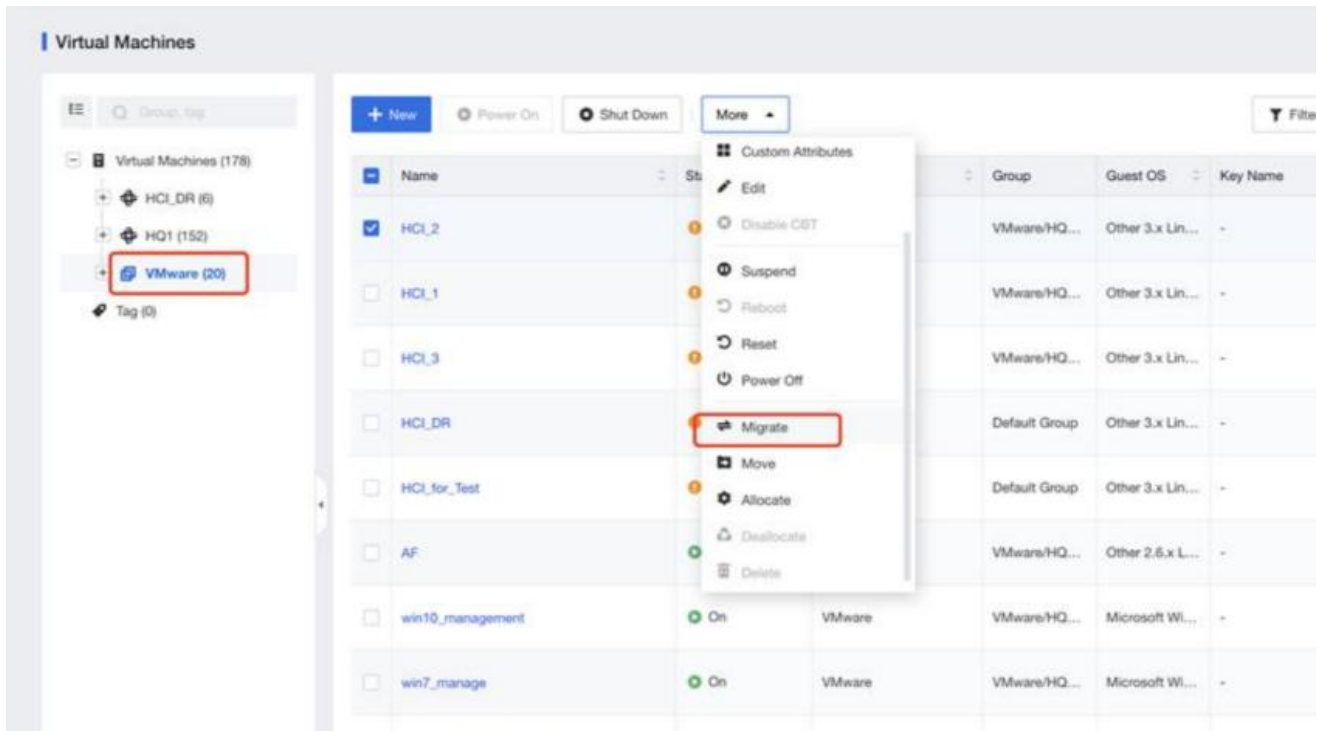 Virtual Machines
Group, tag
Virtual Machines (178)
HCI_DR (6)
HQ1 (152)
VMware (20)
Tag (0)
New Power On Shut Down More Filte
Custom Attributes
Edit
Disable CBT
Suspend
Reboot
Reset
Power Off
Migrate
Move
Allocate
Deallocate
Delete
Name Sta Group Guest OS Key Name
HCI_2 VMware/HQ... Other 3.x Lin... -
HCI_1 VMware/HQ... Other 3.x Lin... -
HCI_3 VMware/HQ... Other 3.x Lin... -
HCI_DR Default Group Other 3.x Lin... -
HCI_for_Test Default Group Other 3.x Lin... -
AF VMware/HQ... Other 2.6.x L... -
win10_management On VMware VMware/HQ... Microsoft Wi... -
win7_manage On VMware VMware/HQ... Microsoft Wi... -